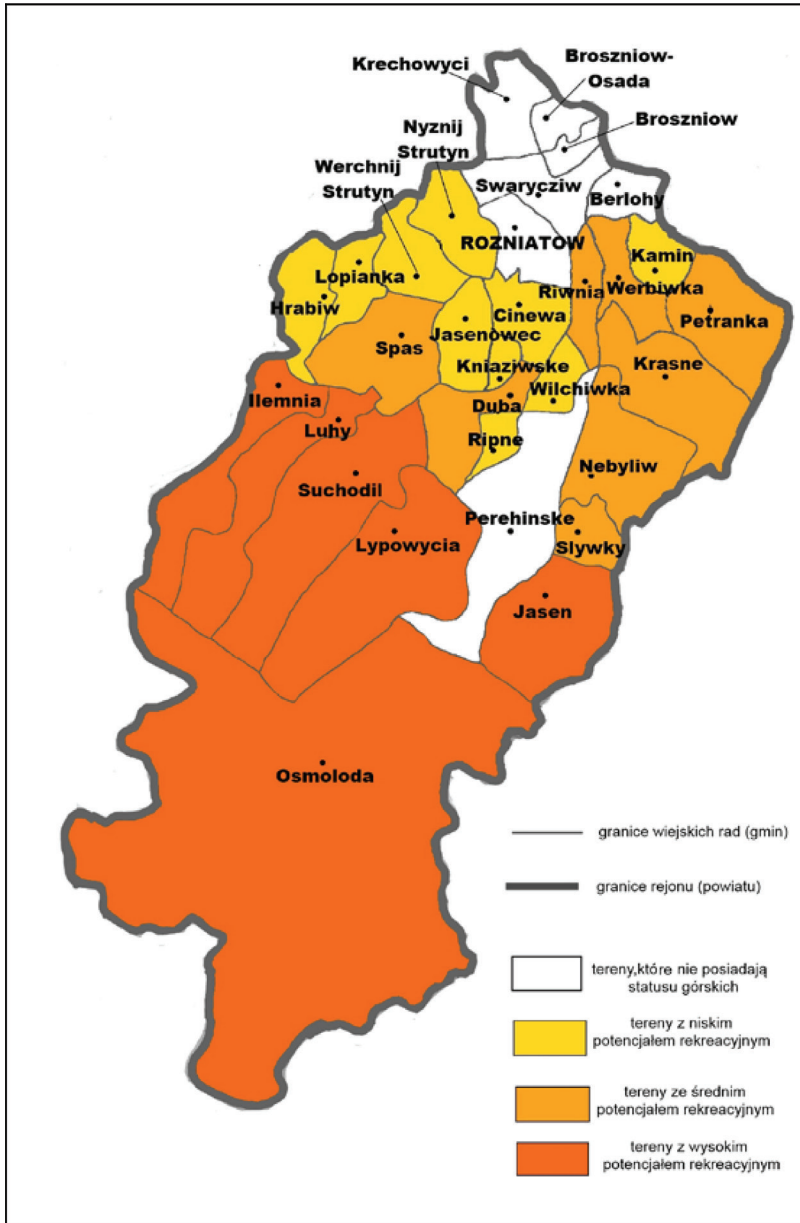 Krechowyci
Broszniow-
Osada
Broszniow
Nyznij
Strutyn
Werchnij
Strutyn
Swarycziw
Berlohy
ROZNIATOW
Kamin
Lopianka
Hrabiw
Riwnia
Werbiwka
Cinewa
Petranka
Jasenowec
Spas
Krasne
Kniaziwske
Wilchiwka
Ilemnia
Duba
Luhy
Ripne
Nebyliw
Suchodil
Perehinske
Slywky
Lypowycia
Jasen
Osmoloda
granice wiejskich rad (gmin)
granice rejonu (powiatu)
tereny,które nie posiadają
statusu górskich
tereny z niskim
potencjałem rekreacyjnym
tereny ze średnim
potencjałem rekreacyjnym
tereny z wysokim
potencjałem rekreacyjnym